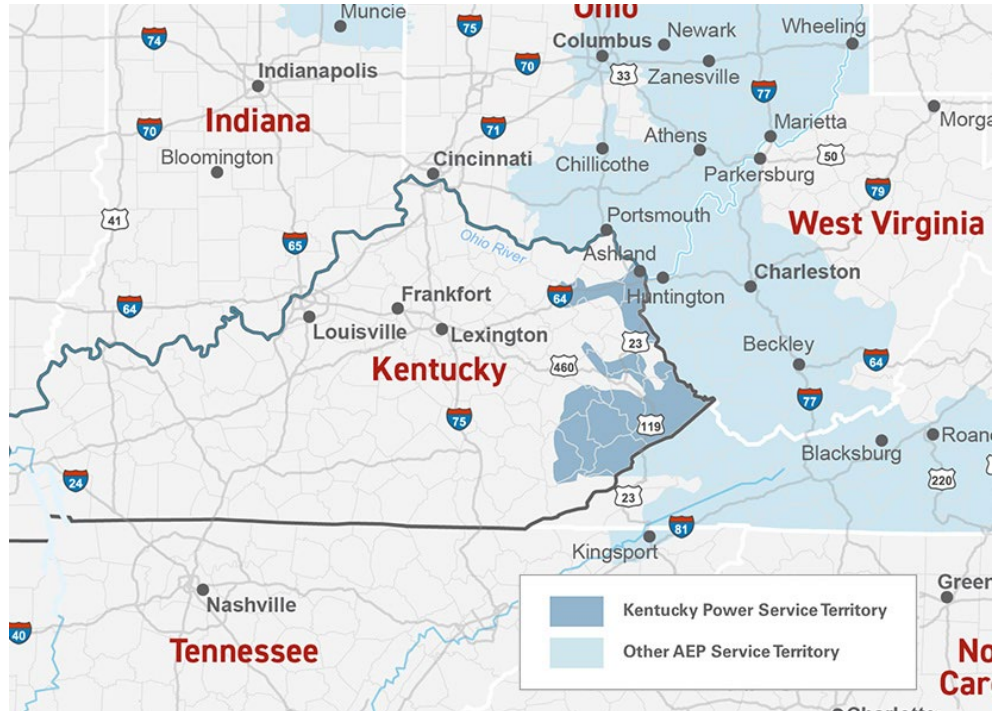 Ohio
Muncie
74
75
Columbus
Newark
Wheeling
Indianapolis
70
33
Zanesville
77
Indiana
70
71
Athens
Marietta
Bloomington
Cincinnati
Chillicothe
Parkersburg
50
79
41
65
Ohio River
Portsmouth
West Virginia
Ashland
Charleston
64
Frankfort
64
Huntington
Louisville
Lexington
23
Beckley
64
Kentucky
460
77
75
119
Blacksburg
24
23
220
81
Kingsport
Nashville
40
Tennessee
Kentucky Power Service Territory
Other AEP Service Territory